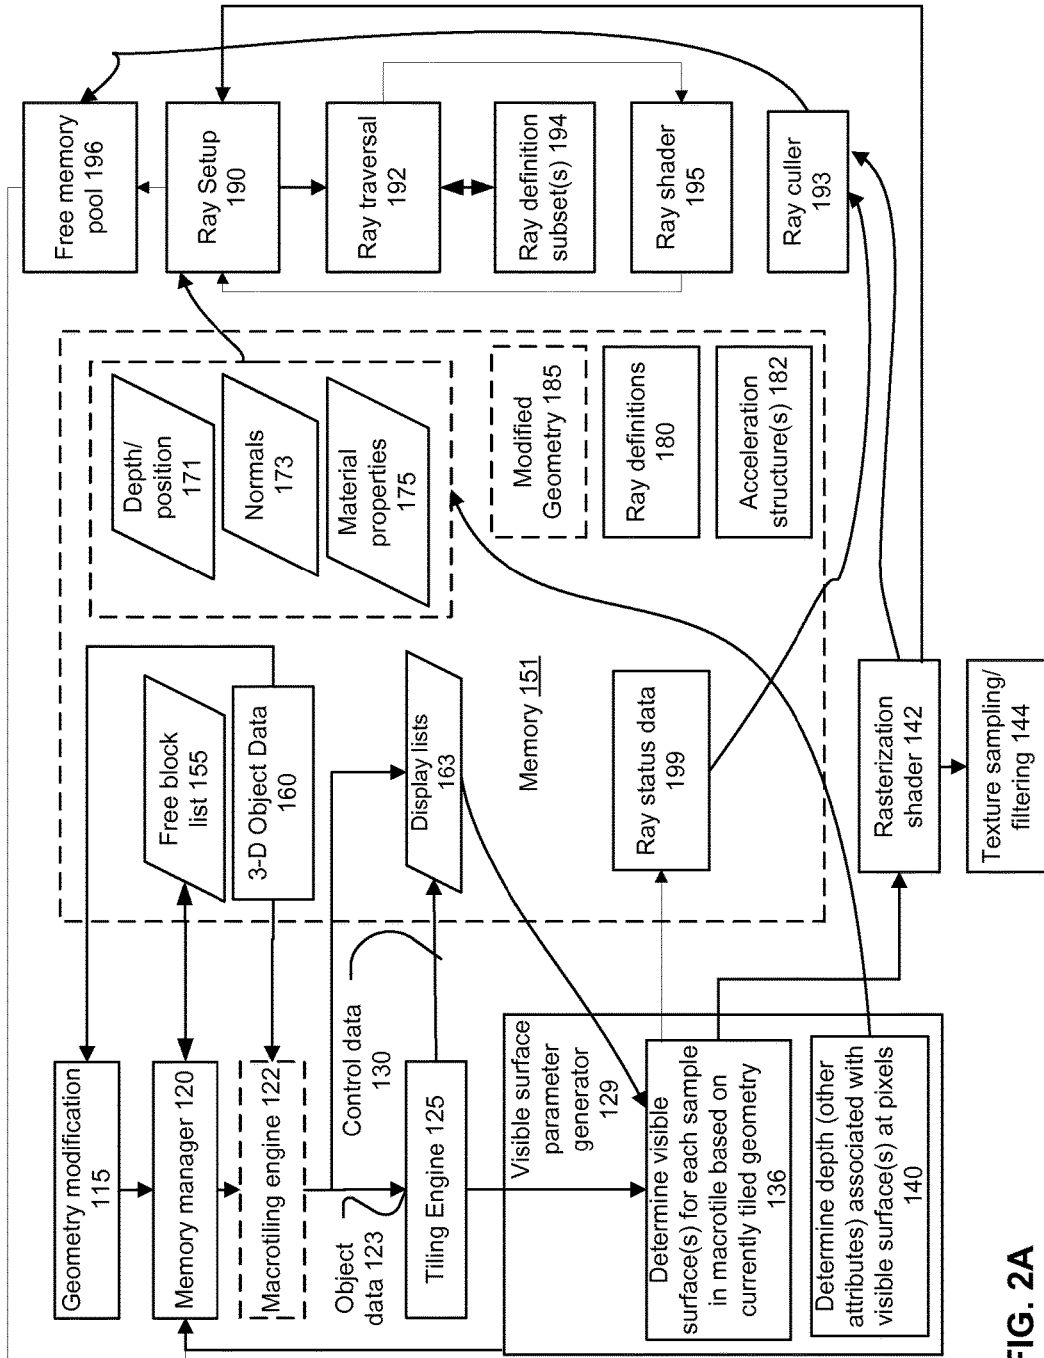 Geometry modification
115
Memory manager 120
Macrotiling engine 122
Object
data 123
Control data
130
Tiling Engine 125
Visible surface
parameter
generator
129
Determine visible
surface(s) for each sample
in macrotile based on
currently tiled geometry
136
Determine depth (other
attributes) associated with
visible surface(s) at pixels
140
Free block
list 155
3-D Object Data
160
Display lists
163
Memory 151
Ray status data
199
Rasterization
shader 142
Texture sampling/
filtering 144
Depth/
position
171
Normals
173
Material
properties
175
Modified
Geometry 185
Ray definitions
180
Acceleration
structure(s) 182
Free memory
pool 196
Ray Setup
190
Ray traversal
192
Ray definition
subset(s) 194
Ray shader
195
Ray culler
193
FIG. 2A